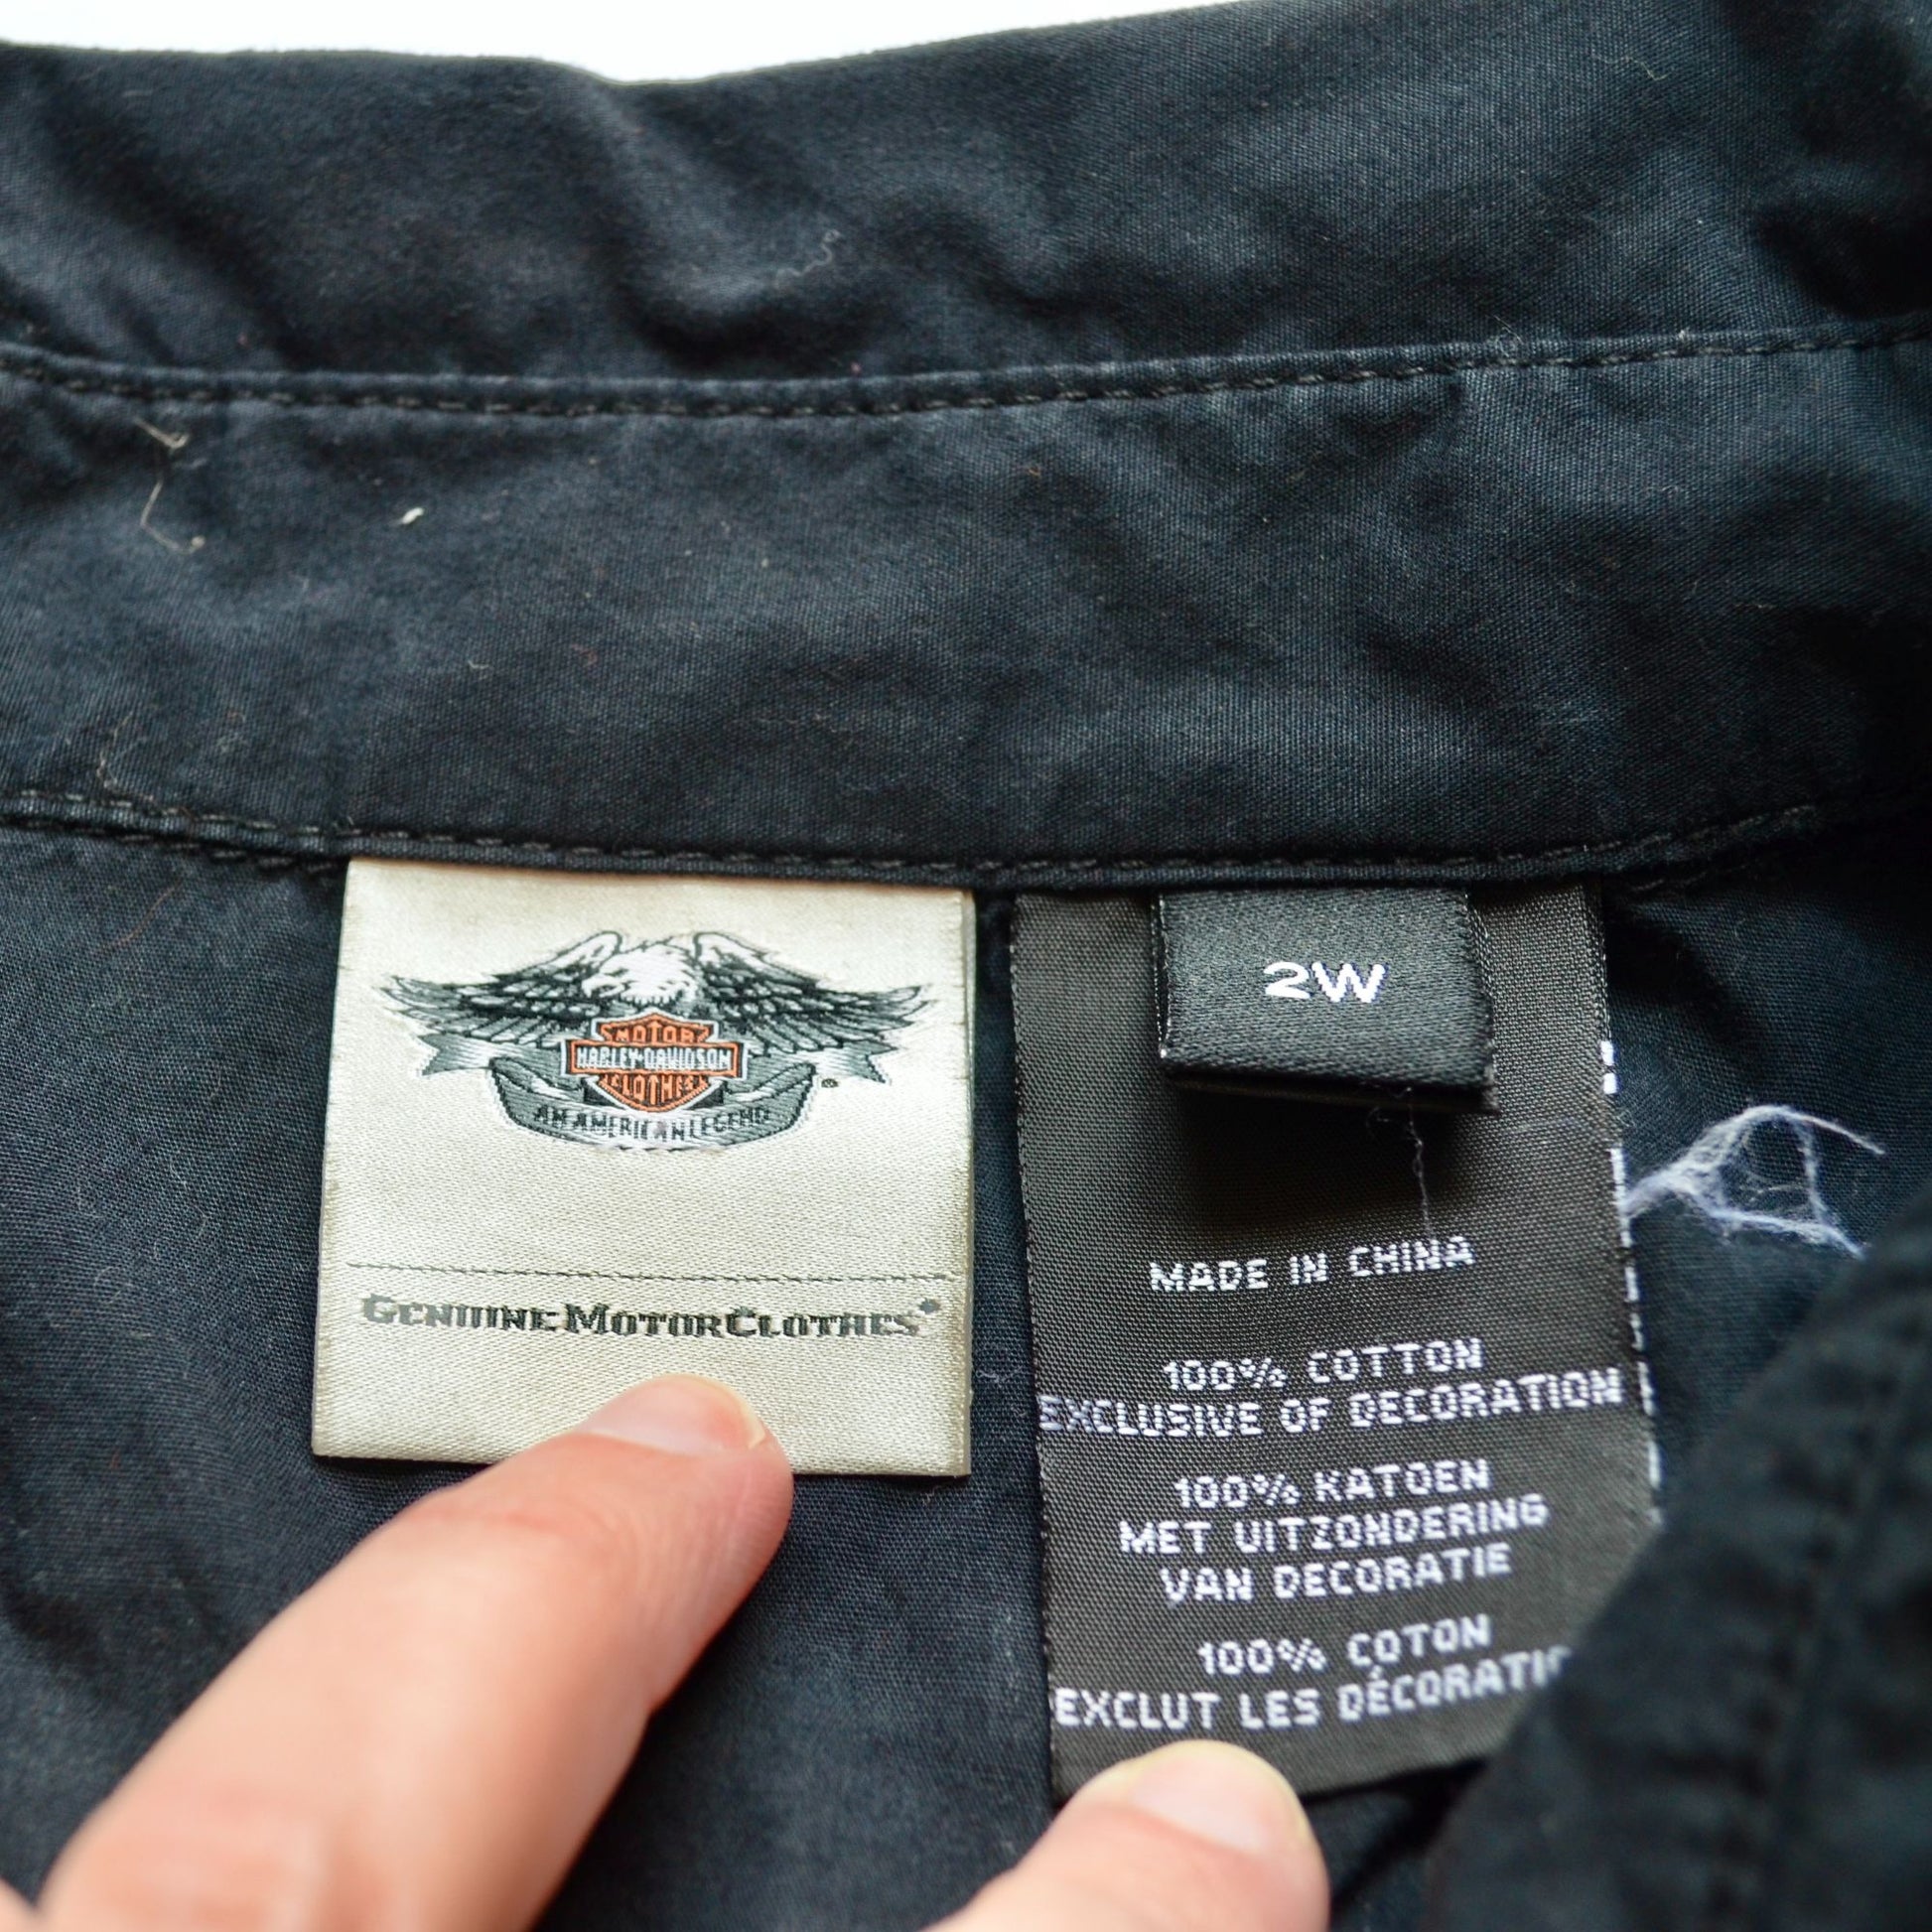 MOTOR
HARLEY-DAVIDSON
CLOTHES
AN AMERICAN LEGEND
GENUINE MOTORCLOTHES®
2W
MADE IN CHINA
100% COTTON
EXCLUSIVE OF DECORATION
100% KATOEN
MET UITZONDERING
VAN DECORATIE
100% COTON
EXCLUT LES DÉCORATIO